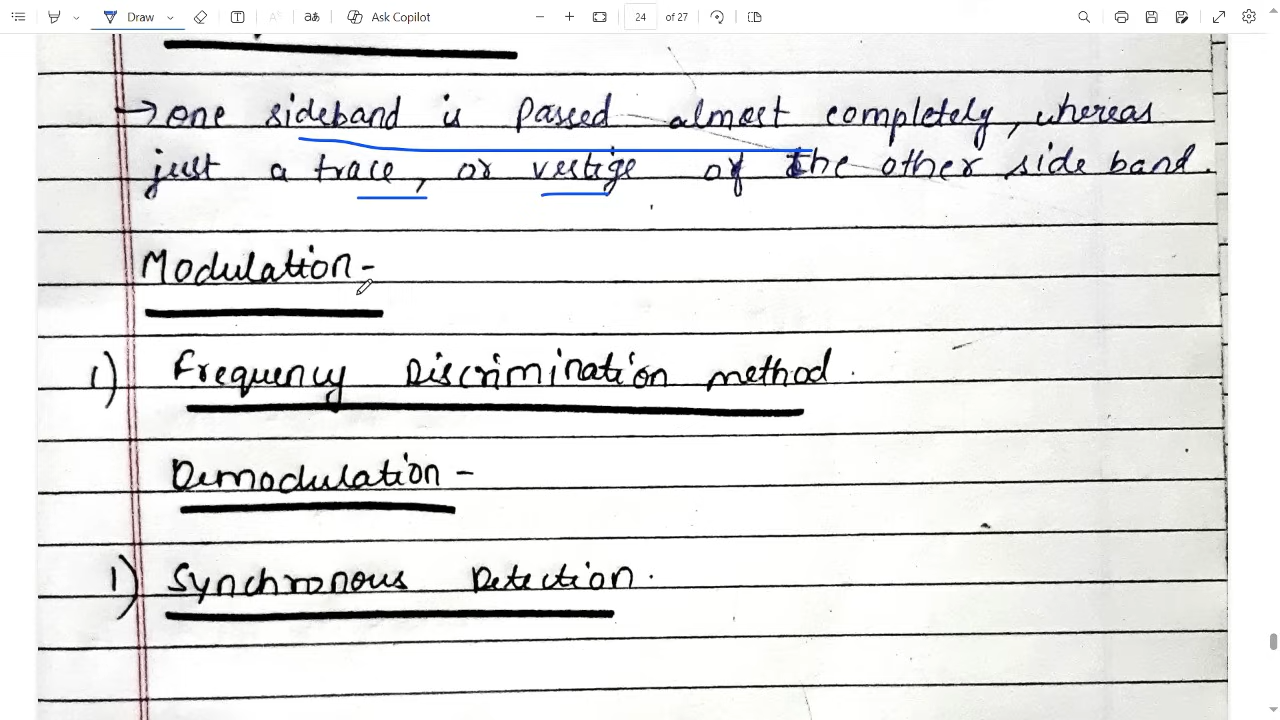 Draw
Ask Copilot
24 of 27
→ one sideband is passed almost completely, whereas
just a trace, or vestige of the other side band.
Modulation-
1) Frequency Discrimination method.
Demodulation-
1) Synchronous Detection.